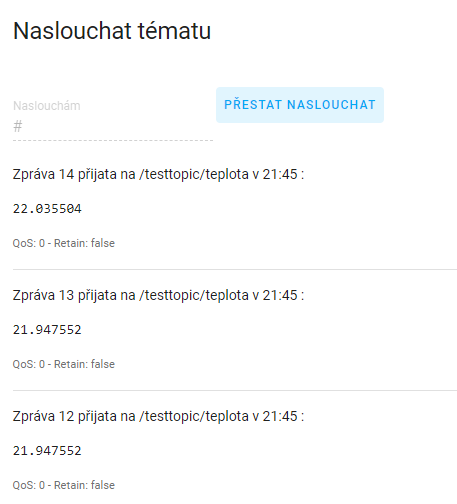 Naslouchat tématu
Naslouchám
#
PŘESTAT NASLOUCHAT
Zpráva 14 přijata na /testtopic/teplota v 21:45 :
22.035504
QoS: 0 - Retain: false
Zpráva 13 přijata na /testtopic/teplota v 21:45 :
21.947552
QoS: 0 - Retain: false
Zpráva 12 přijata na /testtopic/teplota v 21:45 :
21.947552
QoS: 0 - Retain: false